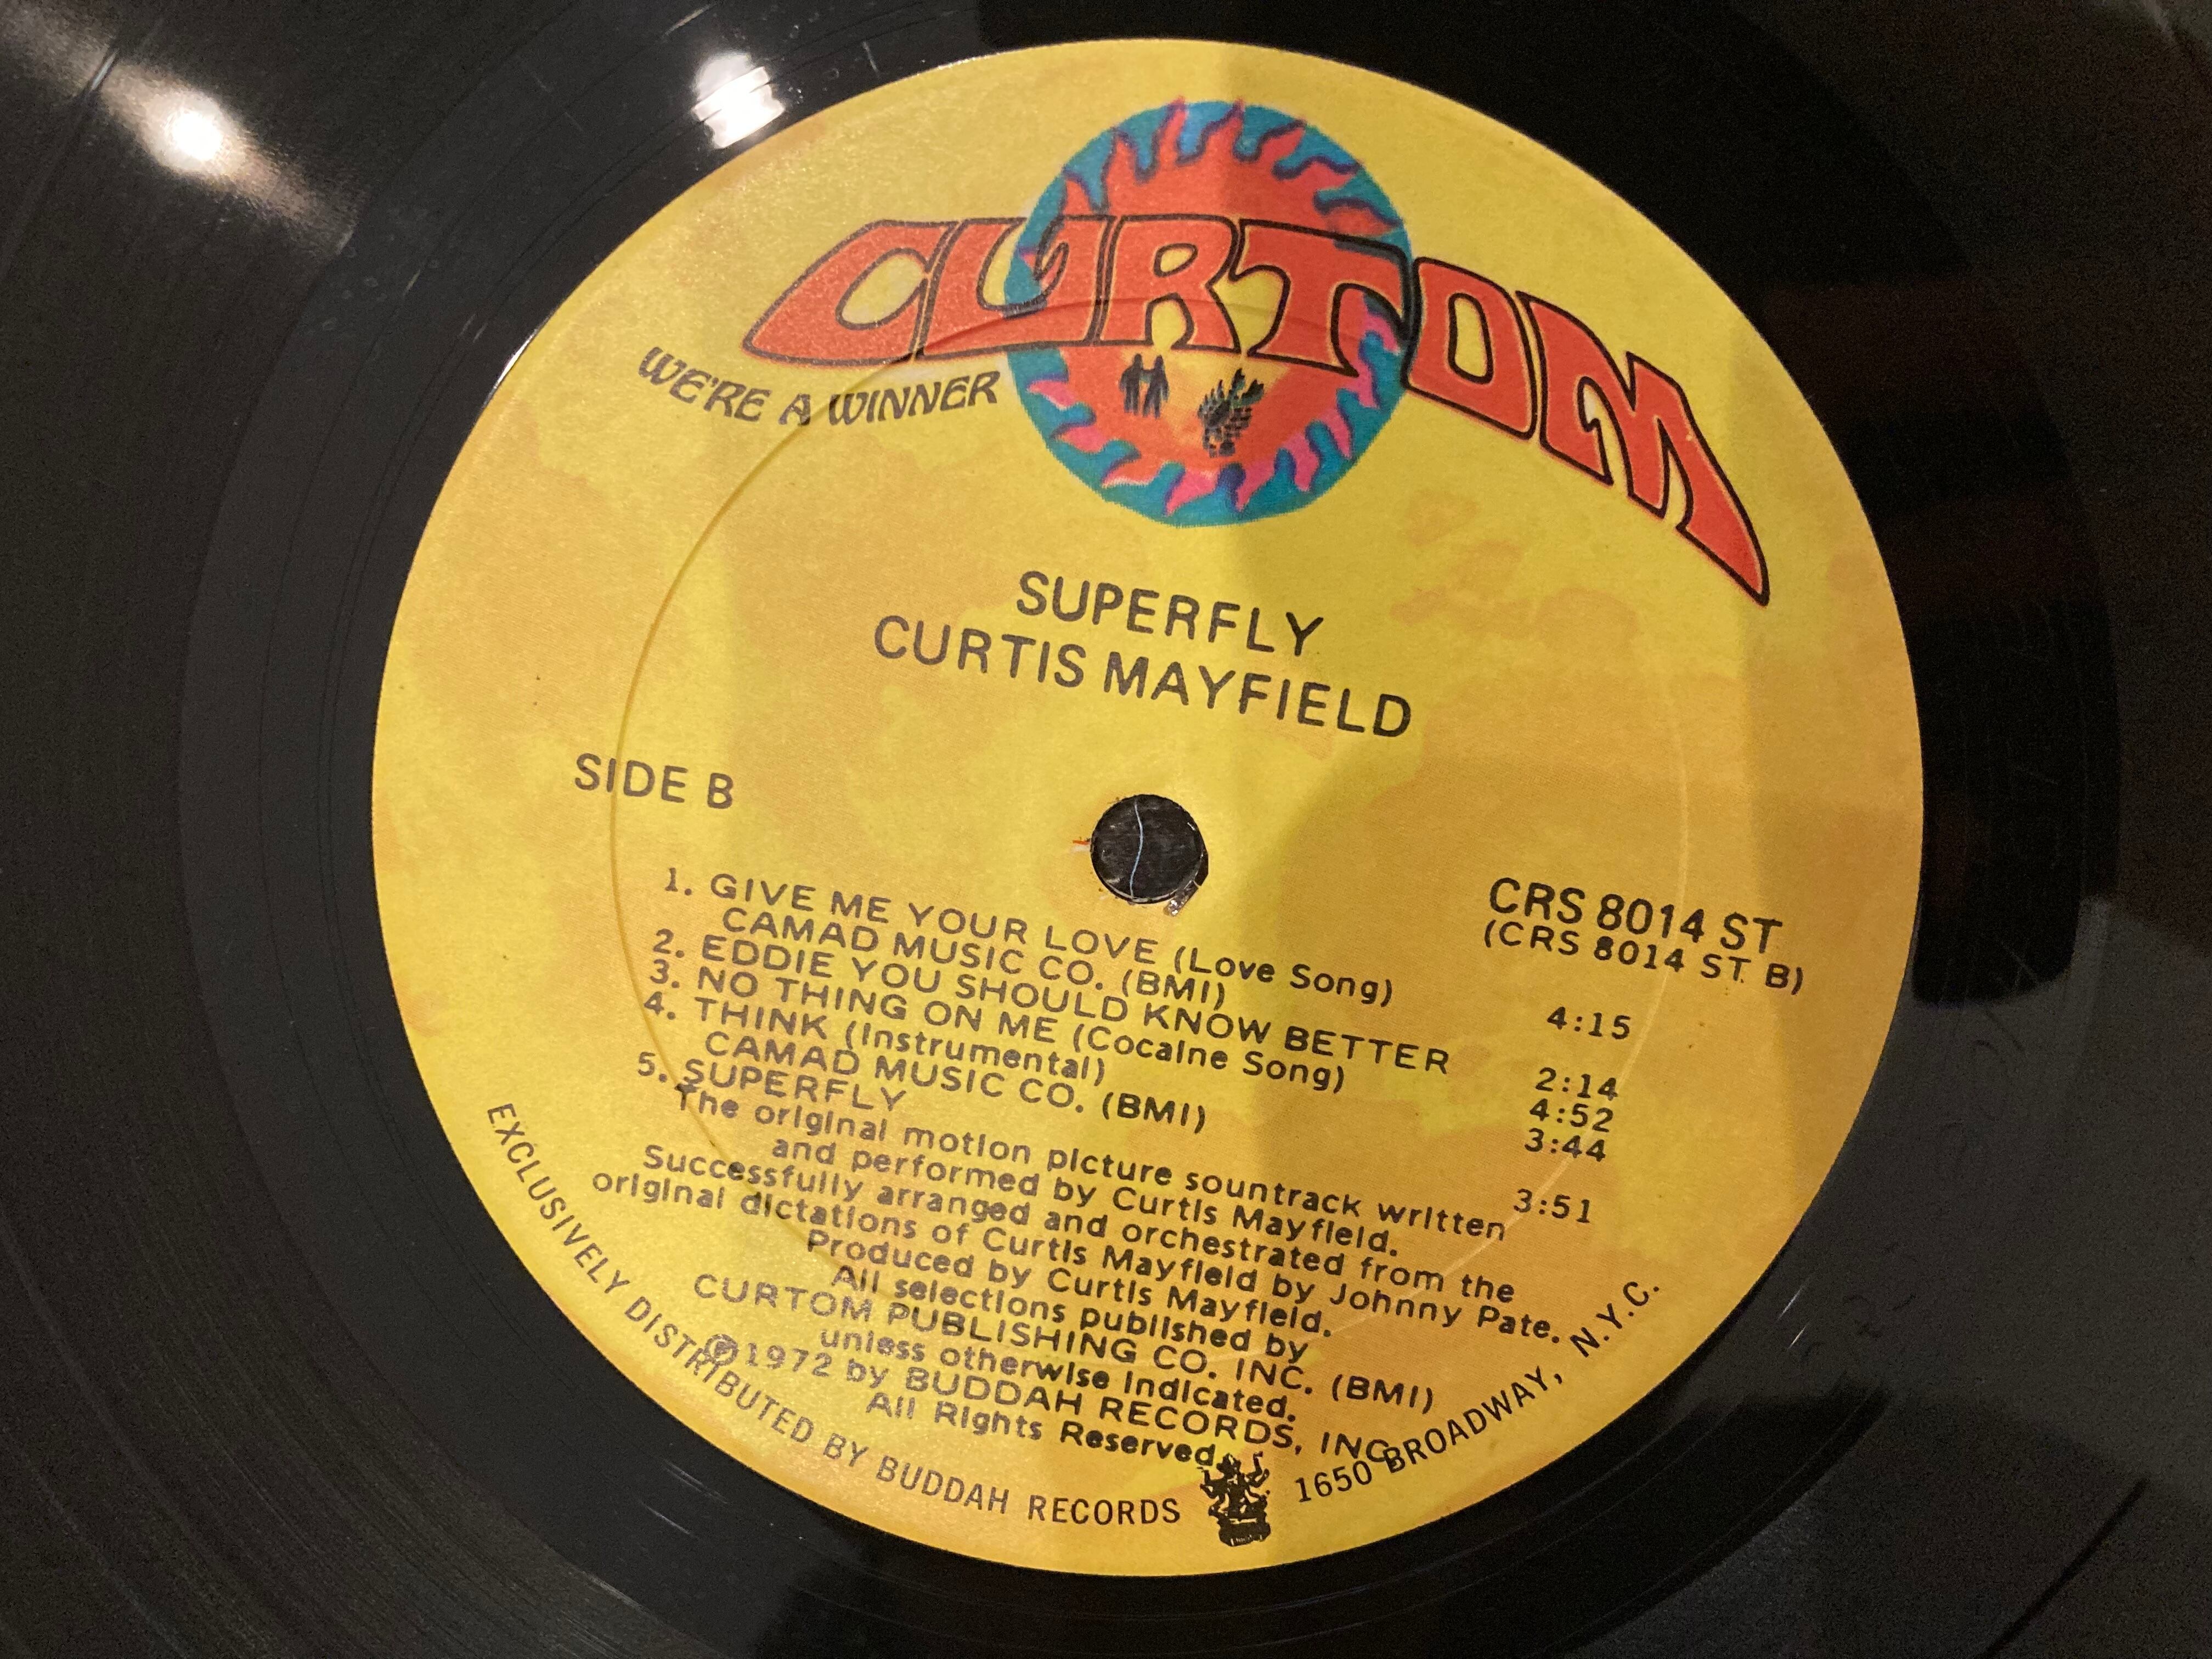 CURTOM
WE'RE A WINNER
SUPERFLY
CURTIS MAYFIELD
SIDE B
CRS 8014 ST
(CRS 8014 ST B)
1. GIVE ME YOUR LOVE (Love Song) 4:15
CAMAD MUSIC CO. (BMI)
2. EDDIE YOU SHOULD KNOW BETTER 2:14
3. NO THING ON ME (Cocaine Song) 4:52
4. THINK (Instrumental) 3:44
CAMAD MUSIC CO. (BMI)
5. SUPERFLY 3:51
The original motion picture sountrack written
and performed by Curtis Mayfield.
Successfully arranged and orchestrated from the
original dictations of Curtis Mayfield by Johnny Pate.
Produced by Curtis Mayfield.
All selections published by
CURTOM PUBLISHING CO. INC. (BMI)
unless otherwise indicated.
℗1972 by BUDDAH RECORDS, INC.
All Rights Reserved.
EXCLUSIVELY DISTRIBUTED BY BUDDAH RECORDS 1650 BROADWAY, N.Y.C.